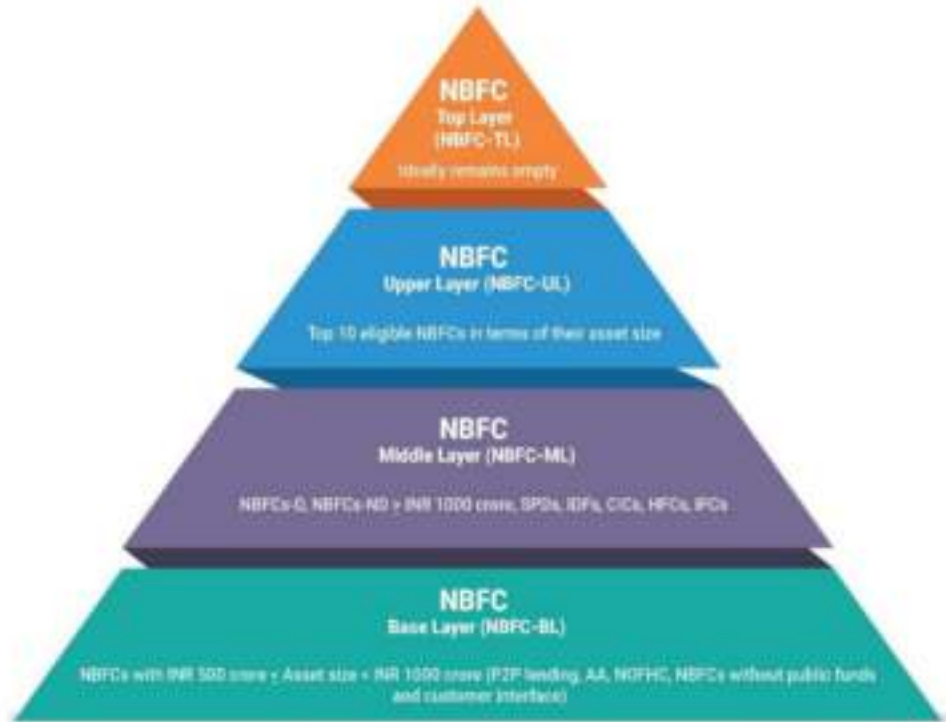 NBFC
Top Layer
(NBFC-TL)
Ideally remains empty
NBFC
Upper Layer (NBFC-UL)
Top 10 eligible NBFCs in terms of their asset size
NBFC
Middle Layer (NBFC-ML)
NBFCs-D, NBFCs-ND ≥ INR 1000 crore, SPDs, IDFs, CICs, HFCs, IFCs
NBFC
Base Layer (NBFC-BL)
NBFCs with INR 500 crore ≤ Asset size < INR 1000 crore (P2P lending, AA, NOFHC, NBFCs without public funds
and customer interface)